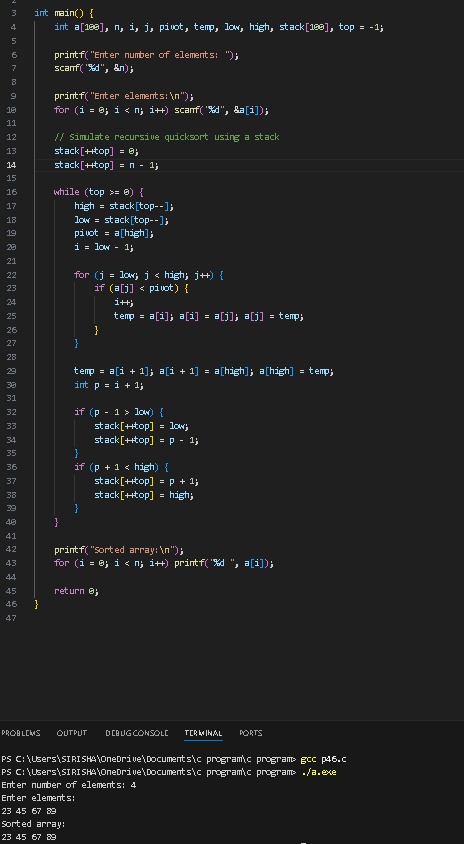 2
3 int main() {
4 int a[100], n, i, j, pivot, temp, low, high, stack[100], top = -1;
5
6 printf("Enter number of elements: ");
7 scanf("%d", &n);
8
9 printf("Enter elements:\n");
10 for (i = 0; i < n; i++) scanf("%d", &a[i]);
11
12 // Simulate recursive quicksort using a stack
13 stack[++top] = 0;
14 stack[++top] = n - 1;
15
16 while (top >= 0) {
17 high = stack[top--];
18 low = stack[top--];
19 pivot = a[high];
20 i = low - 1;
21
22 for (j = low; j < high; j++) {
23 if (a[j] < pivot) {
24 i++;
25 temp = a[i]; a[i] = a[j]; a[j] = temp;
26 }
27 }
28
29 temp = a[i + 1]; a[i + 1] = a[high]; a[high] = temp;
30 int p = i + 1;
31
32 if (p - 1 > low) {
33 stack[++top] = low;
34 stack[++top] = p - 1;
35 }
36 if (p + 1 < high) {
37 stack[++top] = p + 1;
38 stack[++top] = high;
39 }
40 }
41
42 printf("Sorted array:\n");
43 for (i = 0; i < n; i++) printf("%d ", a[i]);
44
45 return 0;
46 }
47
PROBLEMS OUTPUT DEBUG CONSOLE TERMINAL PORTS
PS C:\Users\SIRISHA\OneDrive\Documents\c program\c program> gcc p46.c
PS C:\Users\SIRISHA\OneDrive\Documents\c program\c program> ./a.exe
Enter number of elements: 4
Enter elements:
23 45 67 89
Sorted array:
23 45 67 89